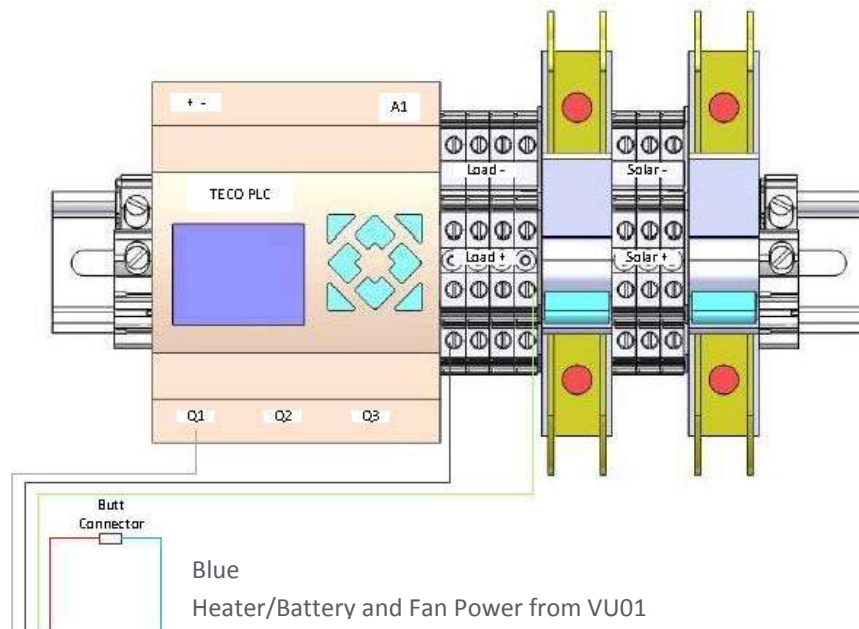 + -
A1
TECO PLC
Load -
Solar -
Load +
Solar +
Q1
Q2
Q3
Butt
Connector
Blue
Heater/Battery and Fan Power from VU01